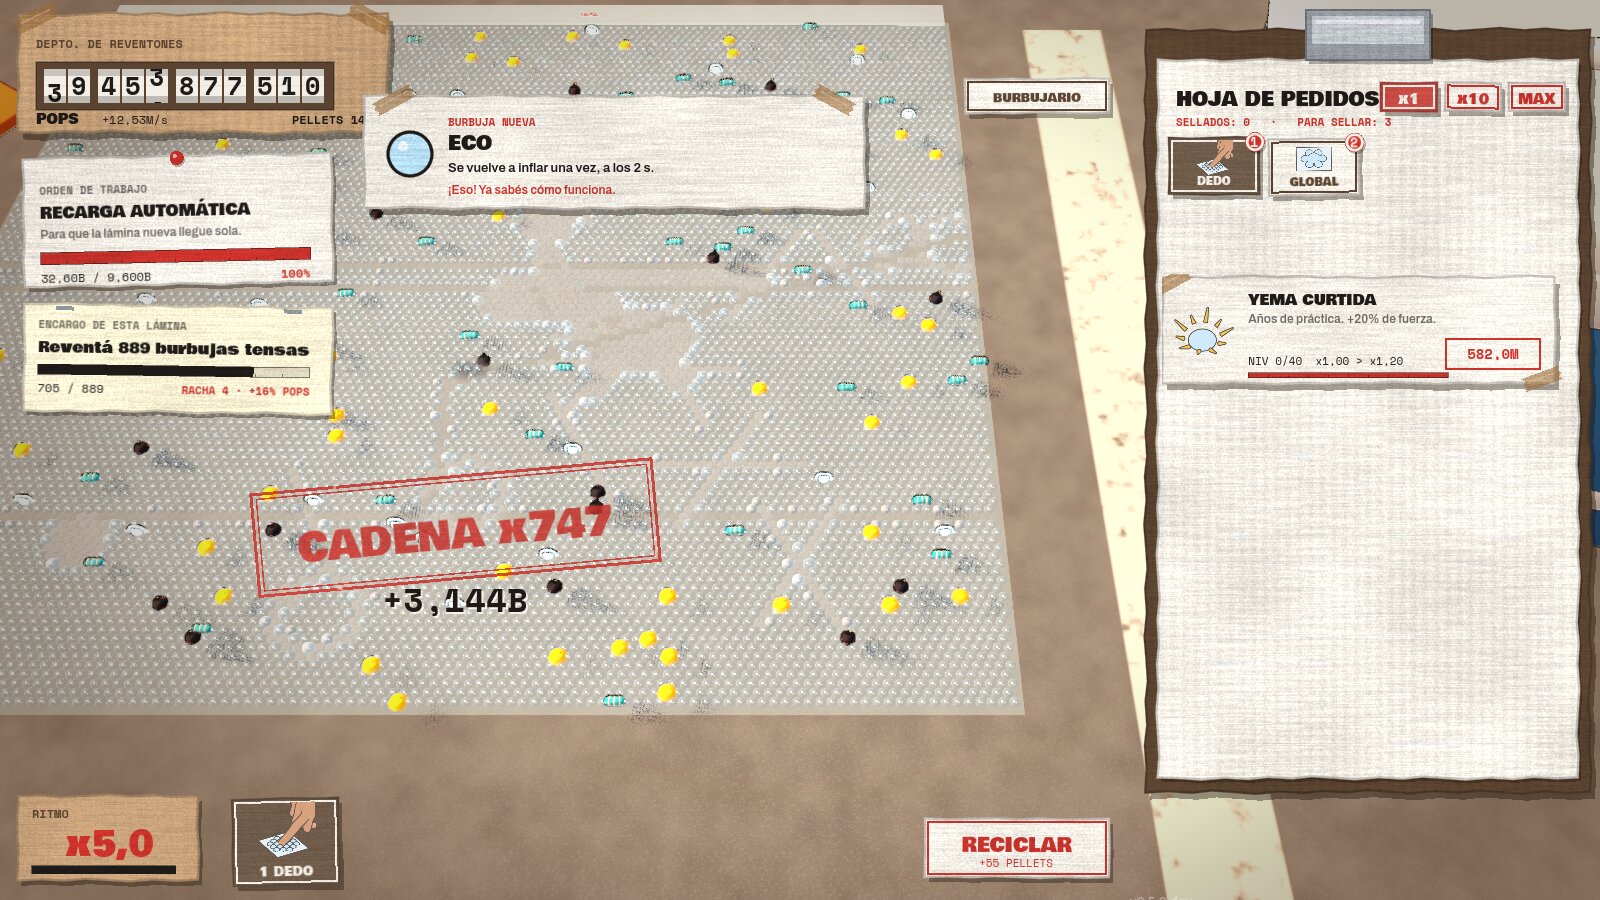 DEPTO. DE REVENTONES
39 453 877 510
POPS +12,53M/s PELLETS 14
ORDEN DE TRABAJO
RECARGA AUTOMÁTICA
Para que la lámina nueva llegue sola.
32,60B / 9,600B 100%
ENCARGO DE ESTA LÁMINA
Reventá 889 burbujas tensas
705 / 889 RACHA 4 · +16% POPS
BURBUJA NUEVA
ECO
Se vuelve a inflar una vez, a los 2 s.
¡Eso! Ya sabés cómo funciona.
BURBUJARIO
HOJA DE PEDIDOS x1 x10 MAX
SELLADOS: 0 · PARA SELLAR: 3
1 2
DEDO GLOBAL
YEMA CURTIDA
Años de práctica. +20% de fuerza.
NIV 0/40 x1,00 > x1,20 582,0M
CADENA x747
+3,144B
RITMO
x5,0
1 DEDO
RECICLAR
+55 PELLETS